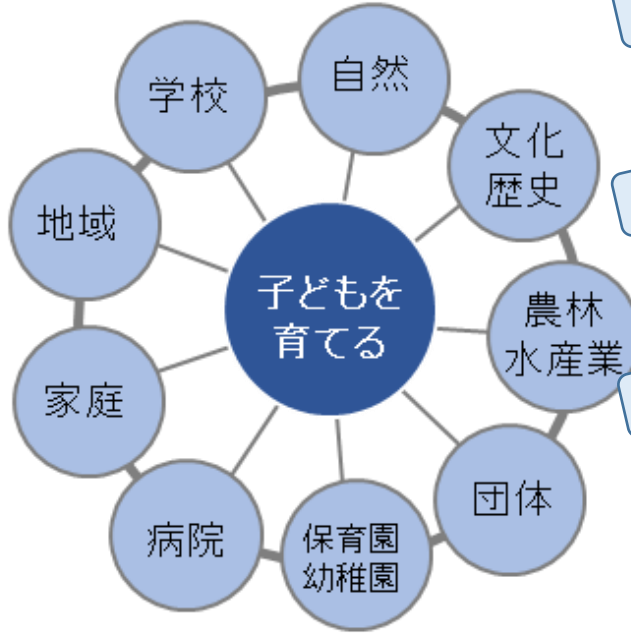 自然
文化
歴史
農林
水産業
団体
保育園
幼稚園
病院
家庭
地域
学校
子どもを
育てる